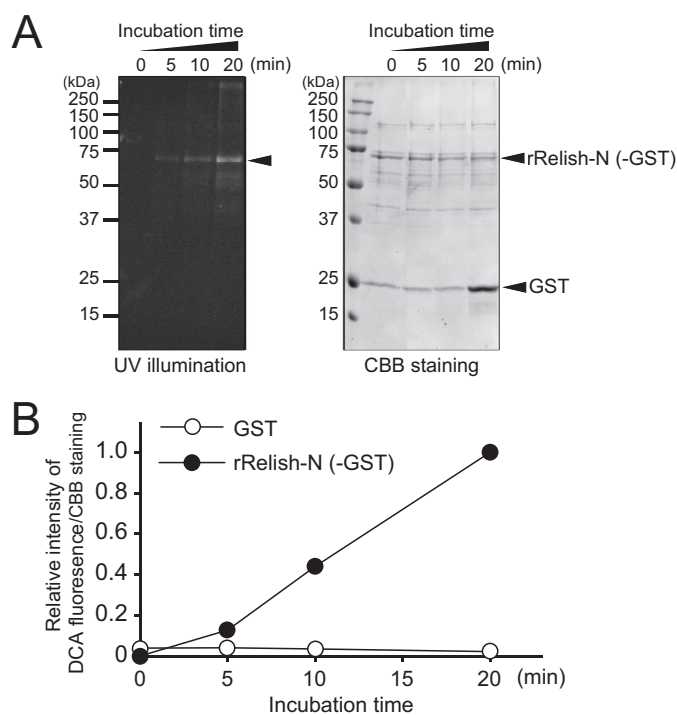 A
Incubation time
0 5 10 20 (min)
(kDa)
250
150
100
75
50
37
25
15
UV illumination
Incubation time
0 5 10 20 (min)
(kDa)
250
150
100
75
50
37
25
15
rRelish-N (-GST)
GST
CBB staining
B
GST
rRelish-N (-GST)
Relative intensity of
DCA fluoresence/CBB staining
1.0
0.8
0.6
0.4
0.2
0
0 5 10 15 20 (min)
Incubation time